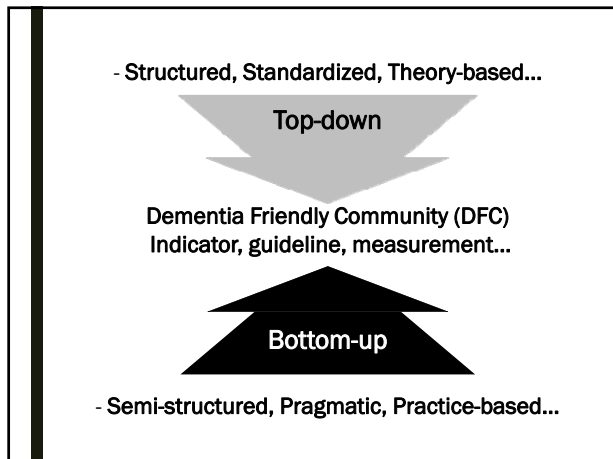 - Structured, Standardized, Theory-based...
Top-down
Dementia Friendly Community (DFC)
Indicator, guideline, measurement...
Bottom-up
- Semi-structured, Pragmatic, Practice-based...